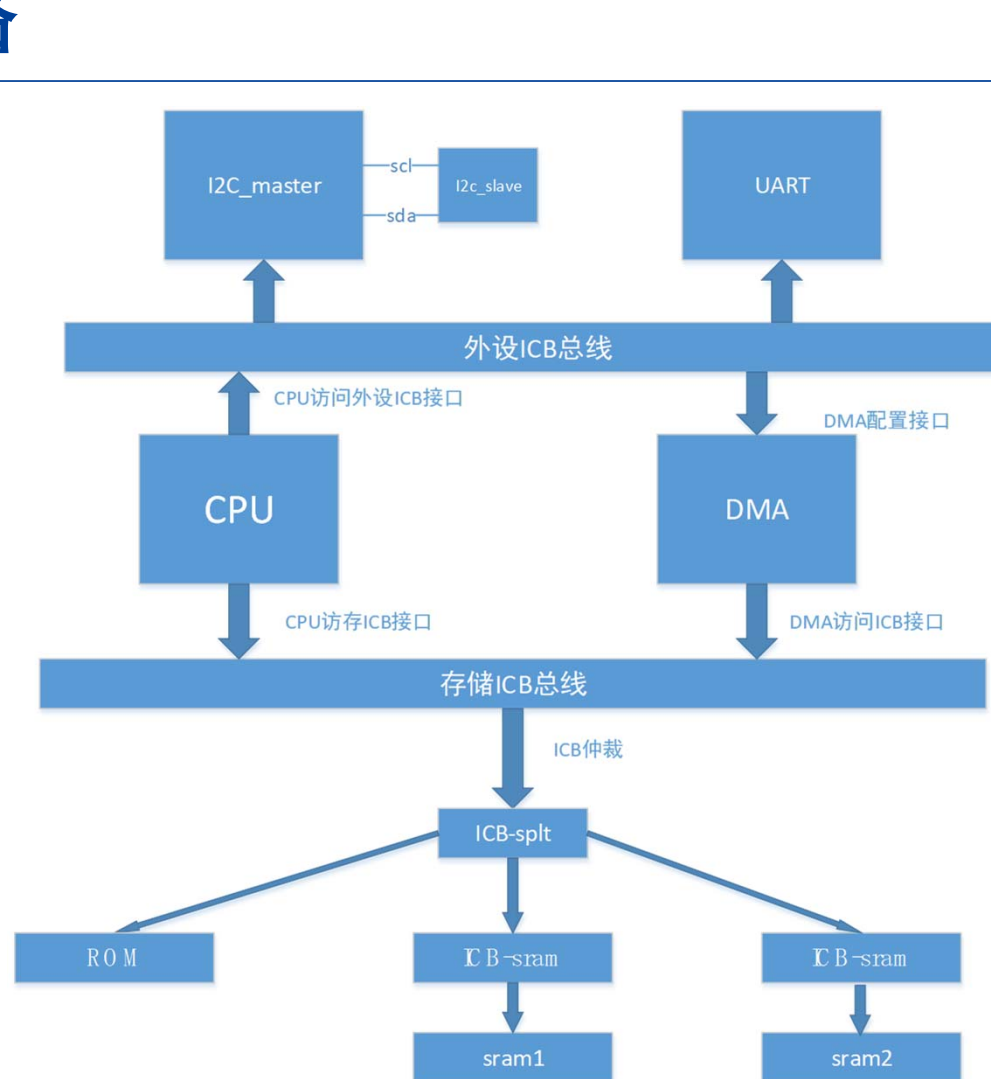 I2C_master
scl
sda
I2c_slave
UART
外设ICB总线
CPU访问外设ICB接口
DMA配置接口
CPU
DMA
CPU访存ICB接口
DMA访问ICB接口
存储ICB总线
ICB仲裁
ICB-splt
ROM
ICB-sram
ICB-sram
sram1
sram2